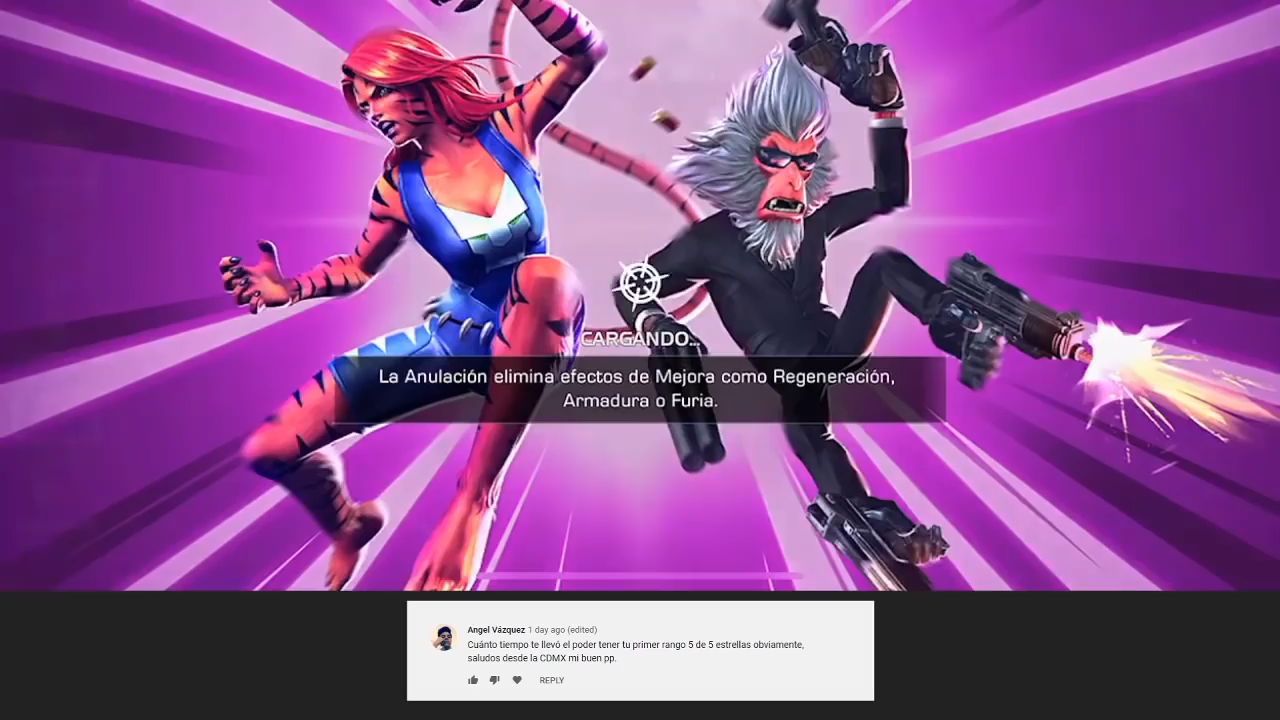 CARGANDO...
La Anulación elimina efectos de Mejora como Regeneración,
Armadura o Furia.
Angel Vázquez 1 day ago (edited)
Cuánto tiempo te llevó el poder tener tu primer rango 5 de 5 estrellas obviamente,
saludos desde la CDMX mi buen pp.
REPLY